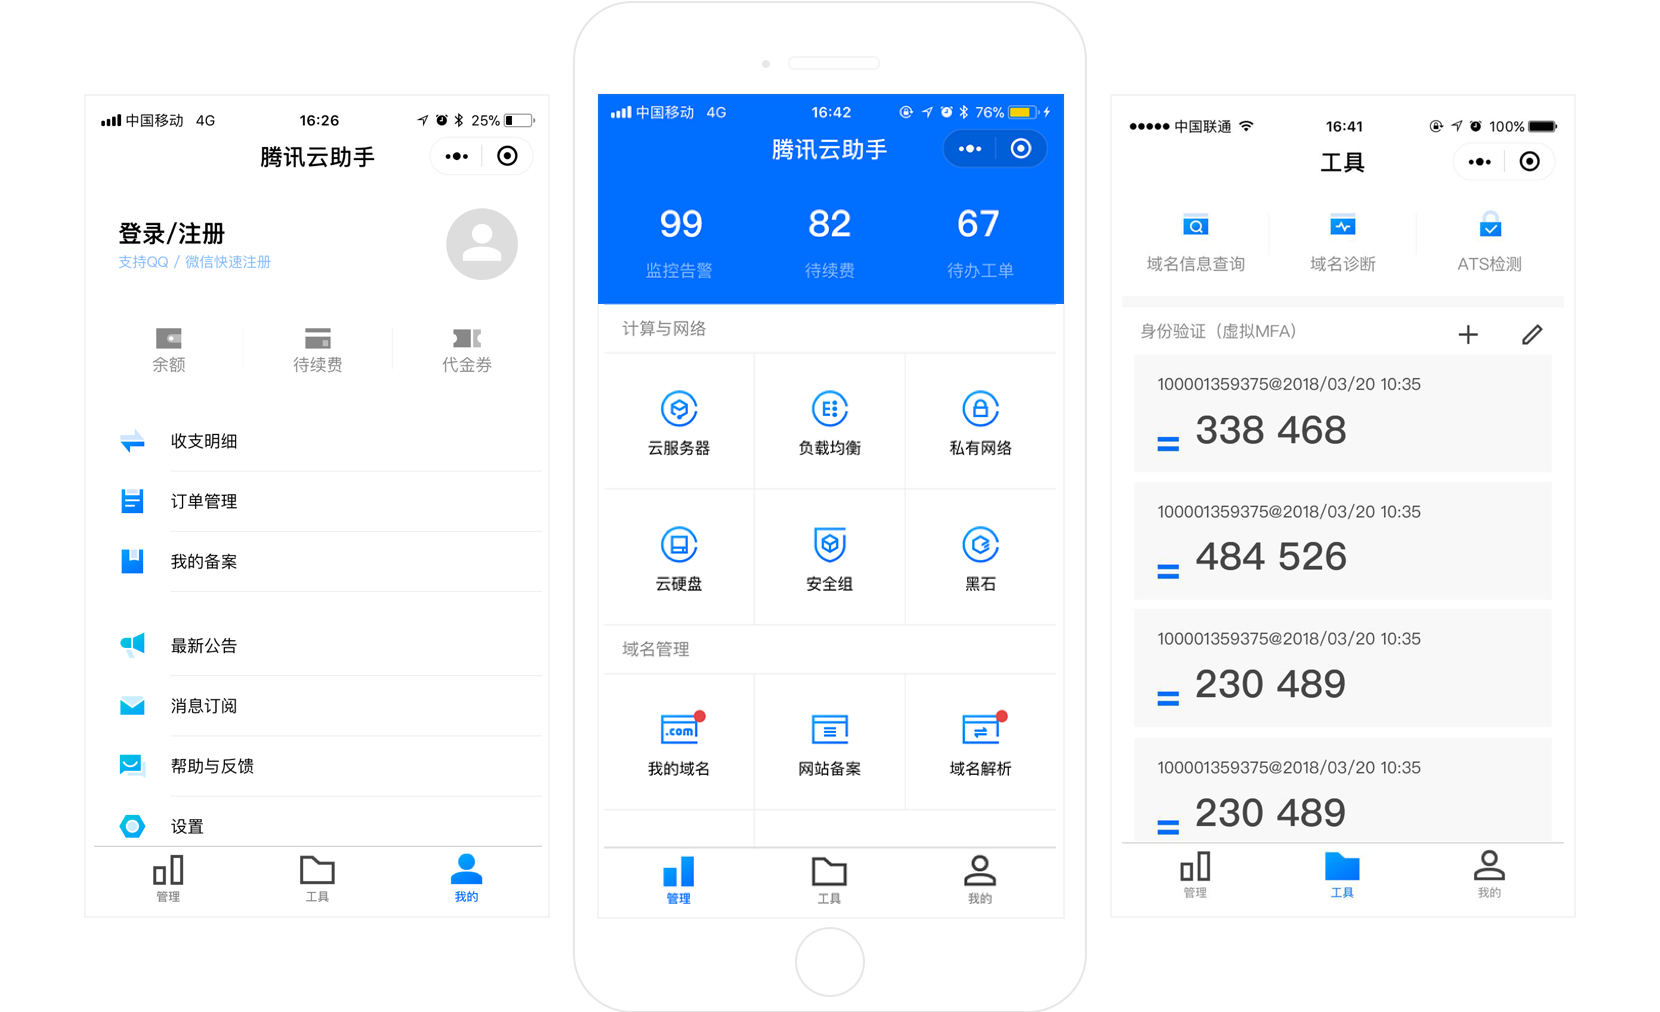 中国移动 4G 16:26 25%
腾讯云助手
登录/注册
支持QQ / 微信快速注册
余额 待续费 代金券
收支明细
订单管理
我的备案
最新公告
消息订阅
帮助与反馈
设置
管理 工具 我的
中国移动 4G 16:42 76%
腾讯云助手
99 82 67
监控告警 待续费 待办工单
计算与网络
云服务器 负载均衡 私有网络
云硬盘 安全组 黑石
域名管理
.com
我的域名 网站备案 域名解析
管理 工具 我的
中国联通 16:41 100%
工具
域名信息查询 域名诊断 ATS检测
身份验证（虚拟MFA）
100001359375@2018/03/20 10:35
338 468
100001359375@2018/03/20 10:35
484 526
100001359375@2018/03/20 10:35
230 489
100001359375@2018/03/20 10:35
230 489
管理 工具 我的